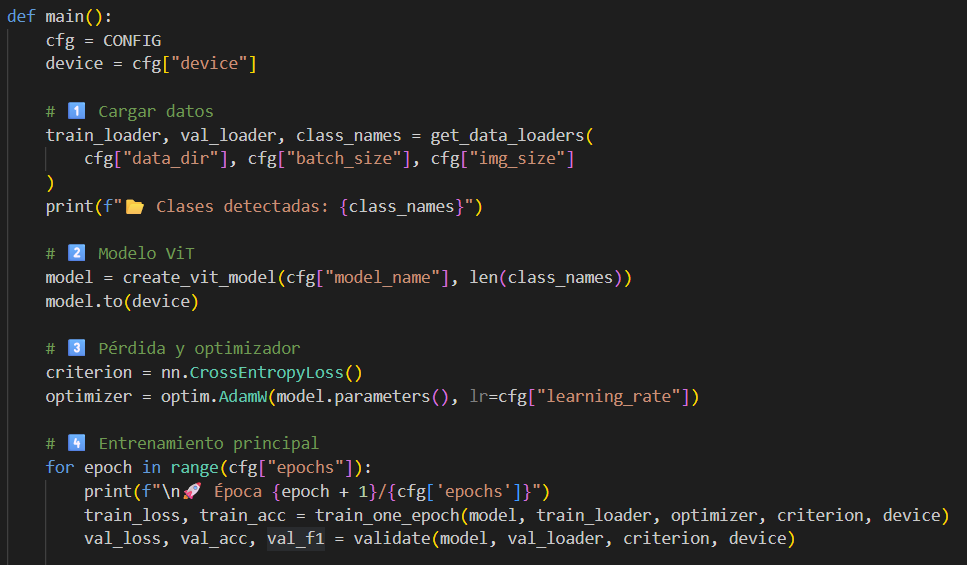 def main():
    cfg = CONFIG
    device = cfg["device"]
    # 1️⃣ Cargar datos
    train_loader, val_loader, class_names = get_data_loaders(
        cfg["data_dir"], cfg["batch_size"], cfg["img_size"]
    )
    print(f"📂 Clases detectadas: {class_names}")
    # 2️⃣ Modelo ViT
    model = create_vit_model(cfg["model_name"], len(class_names))
    model.to(device)
    # 3️⃣ Pérdida y optimizador
    criterion = nn.CrossEntropyLoss()
    optimizer = optim.AdamW(model.parameters(), lr=cfg["learning_rate"])
    # 4️⃣ Entrenamiento principal
    for epoch in range(cfg["epochs"]):
        print(f"\n🚀 Época {epoch + 1}/{cfg['epochs']}")
        train_loss, train_acc = train_one_epoch(model, train_loader, optimizer, criterion, device)
        val_loss, val_acc, val_f1 = validate(model, val_loader, criterion, device)